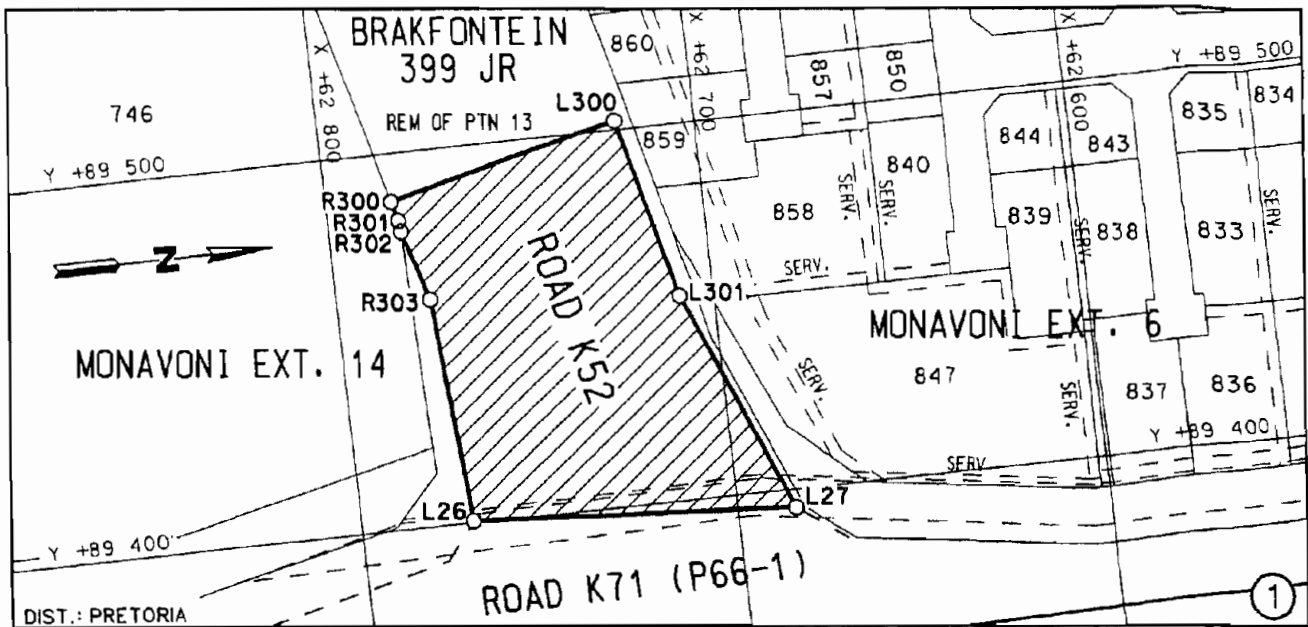 BRAKFONTEIN
399 JR
REM OF PTN 13
746
Y +89 500
X +62 800
L300
R300
R301
R302
R303
L301
L26
L27
N
ROAD K52
MONAVONI EXT. 14
Y +89 400
DIST.: PRETORIA
ROAD K71 (P66-1)
860
859
X +62 700
857
850
858
840
SERV.
SERV.
SERV.
X +62 600
Y +89 500
844
843
835
834
839
838
833
SERV.
SERV.
MONAVONI EXT. 6
847
SERV.
SERV.
837
836
Y +89 400
SERV
1